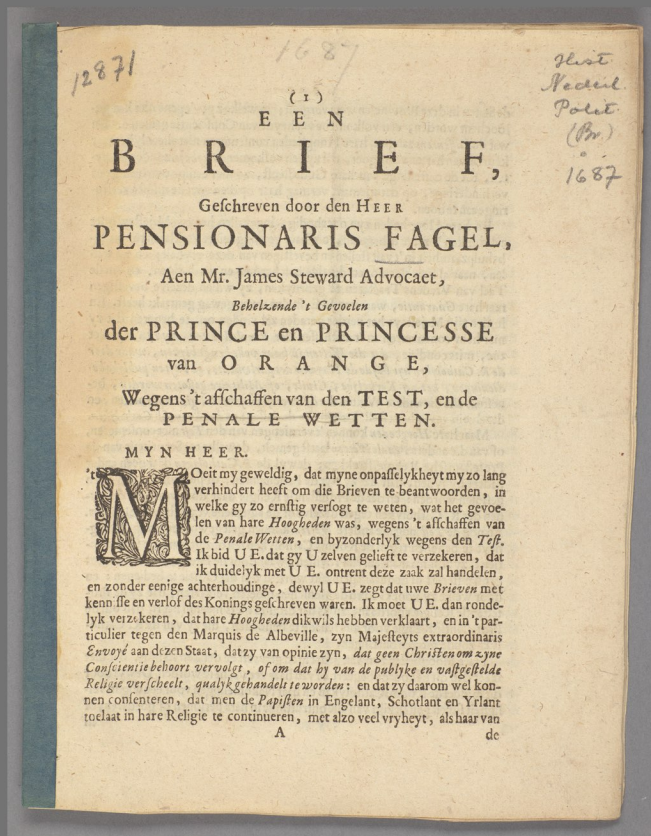 12871
1687
Hist
Nederl.
Polit
(Br.)
1687
(1)
EEN
BRIEF,
Geſchreven door den HEER
PENSIONARIS FAGEL,
Aen Mr. James Steward Advocaet,
Behelzende 't Gevoelen
der PRINCE en PRINCESSE
van ORANGE,
Wegens 't afſchaffen van den TEST, en de
PENALE WETTEN.
MYN HEER.
't MOeit my geweldig, dat myne onpaſſelykheyt my zo lang
verhindert heeft om die Brieven te beantwoorden, in
welke gy zo ernſtig verſogt te weten, wat het gevoe-
len van hare Hoogheden was, wegens 't afſchaffen van
de Penale Wetten, en byzonderlyk wegens den Teſt.
Ik bid U E. dat gy U zelven gelieft te verzekeren, dat
ik duidelyk met U E. ontrent deze zaak zal handelen,
en zonder eenige achterhoudinge, dewyl U E. zegt dat uwe Brieven met
kenniſſe en verlof des Konings geſchreven waren. Ik moet U E. dan ronde-
lyk verzekeren, dat hare Hoogheden dikwils hebben verklaart, en in 't par-
ticulier tegen den Marquis de Albeville, zyn Majeſteyts extraordinaris
Envoyé aan dezen Staat, dat zy van opinie zyn, dat geen Chriſten om zyne
Conſcientie behoort vervolgt, of om dat hy van de publyke en vaſtgeſtelde
Religie verſcheelt, qualyk gehandelt te worden: en dat zy daarom wel kon-
nen conſenteren, dat men de Papiſten in Engelant, Schotlant en Yrlant
toelaat in hare Religie te continueren, met alzo veel vryheyt, als haar van
A de